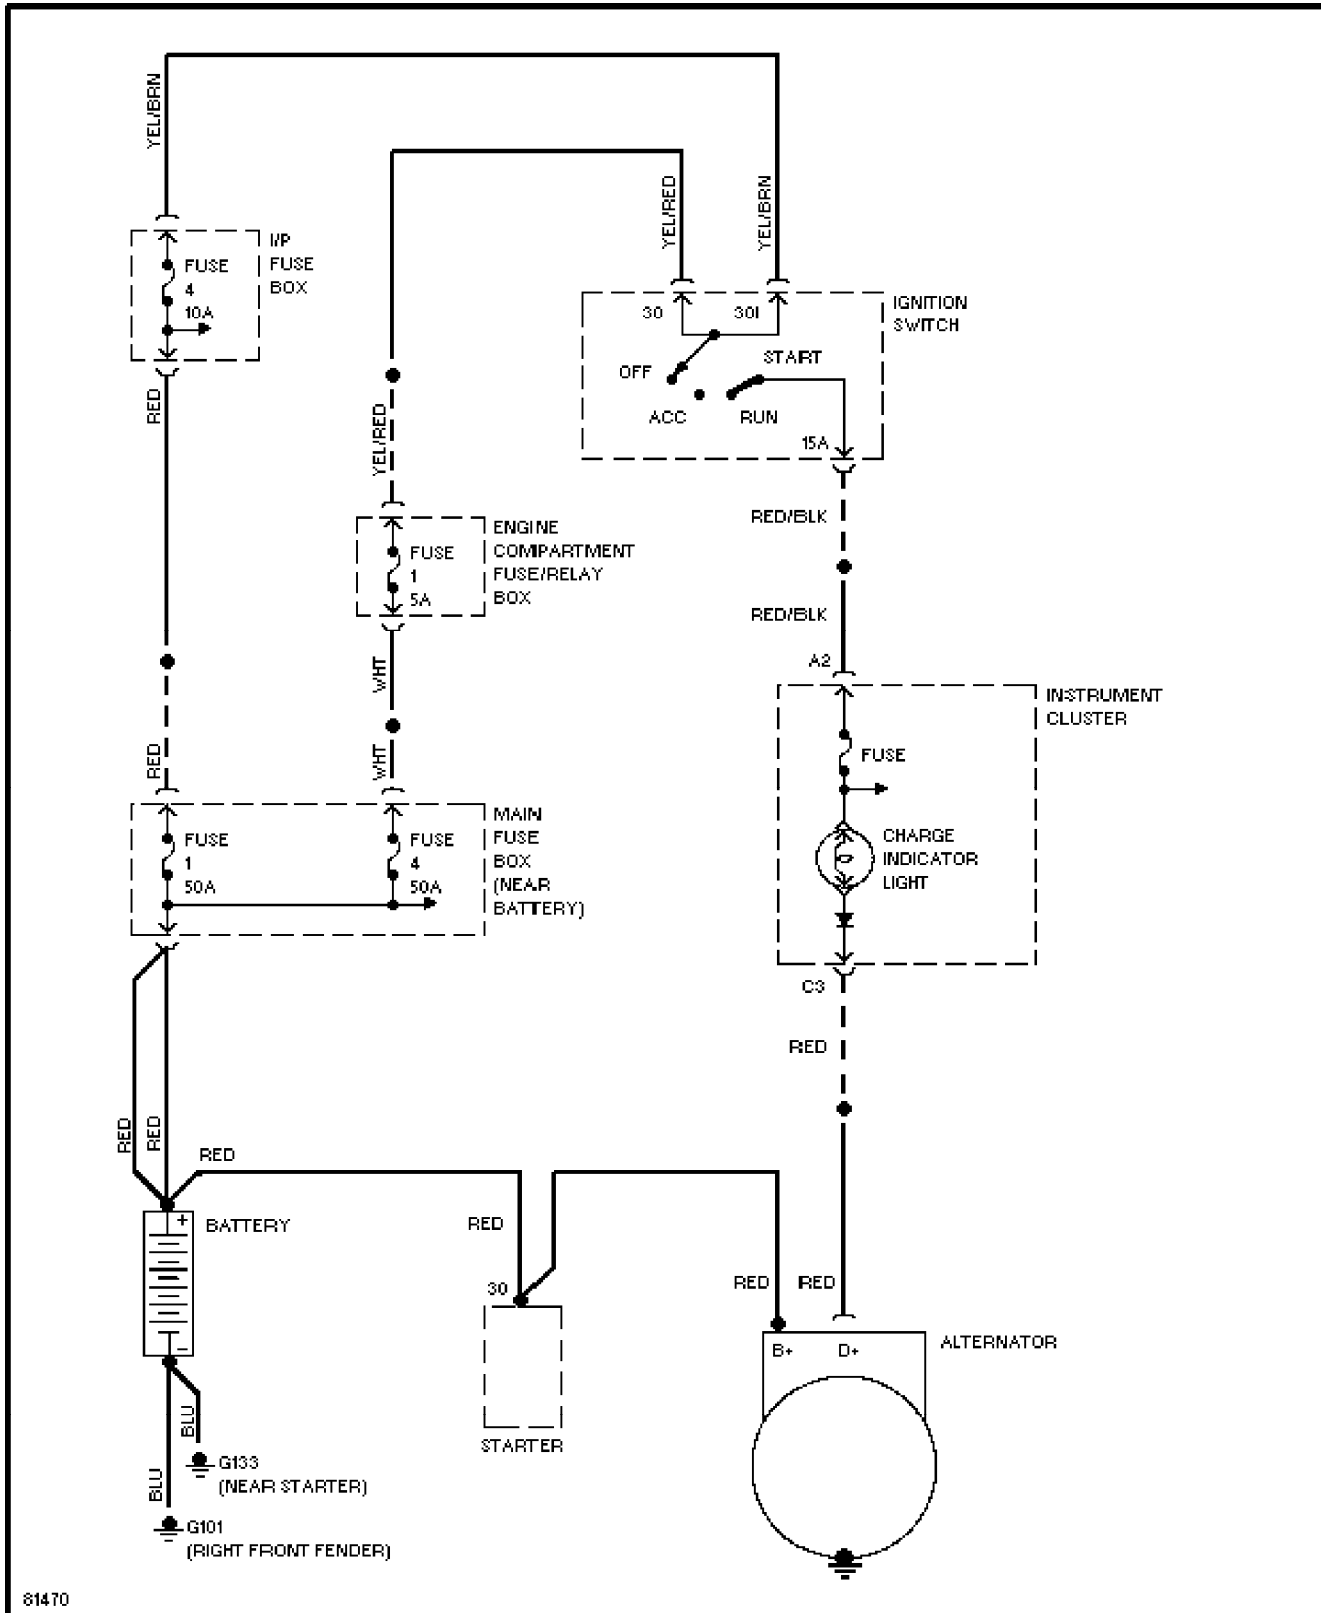 YEL/BRN
YEL/RED
YEL/BRN
I/P
FUSE
BOX
FUSE
4
10A
RED
30
30I
IGNITION
SWITCH
OFF
START
ACC
RUN
15A
YEL/RED
RED/BLK
FUSE
1
5A
ENGINE
COMPARTMENT
FUSE/RELAY
BOX
RED/BLK
A2
WHT
WHT
RED
INSTRUMENT
CLUSTER
FUSE
CHARGE
INDICATOR
LIGHT
FUSE
1
50A
FUSE
4
50A
MAIN
FUSE
BOX
(NEAR
BATTERY)
C3
RED
RED
RED
RED
BATTERY
+
–
RED
30
STARTER
RED
RED
B+
D+
ALTERNATOR
BLU
G133
(NEAR STARTER)
BLU
G101
(RIGHT FRONT FENDER)
81470